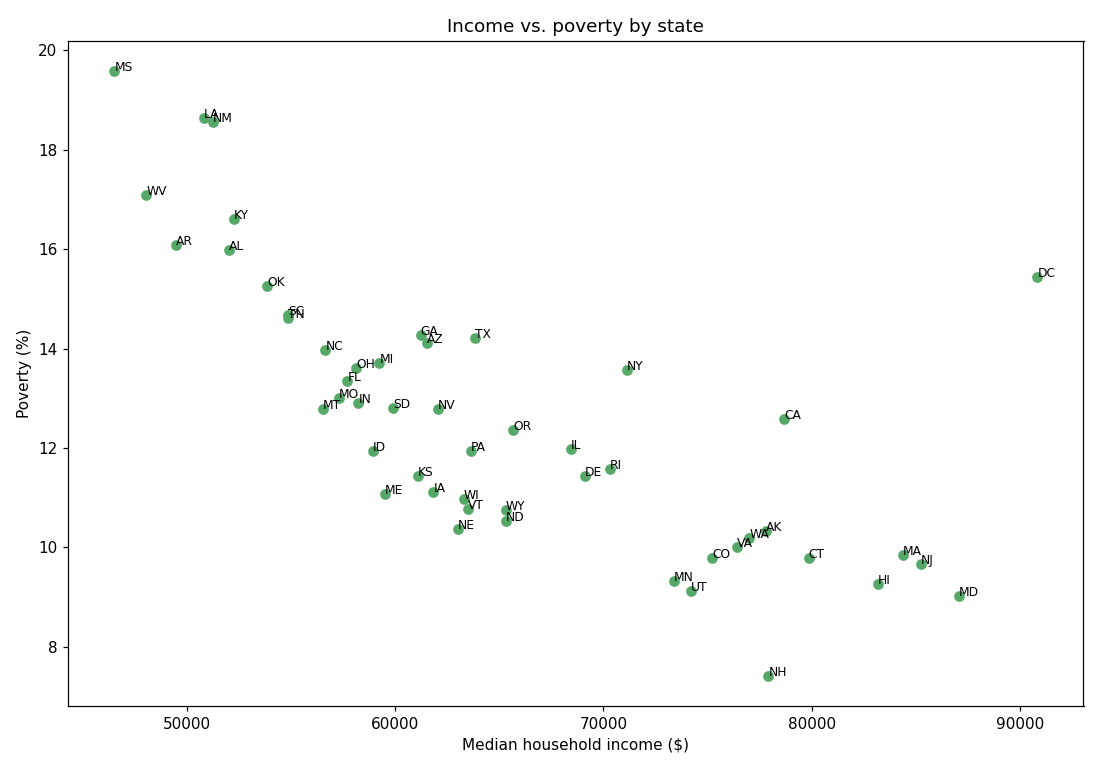 Income vs. poverty by state
20
18
16
14
12
10
8
Poverty (%)
MS
LA
NM
WV
KY
AR
AL
DC
OK
SC
TN
GA
TX
AZ
NC
MI
OH
NY
FL
MO
IN
MT
SD
NV
CA
OR
ID
PA
IL
KS
DE
RI
ME
IA
WI
VT
WY
ND
NE
AK
WA
VA
CO
CT
MA
NJ
MN
UT
HI
MD
NH
50000
60000
70000
80000
90000
Median household income ($)